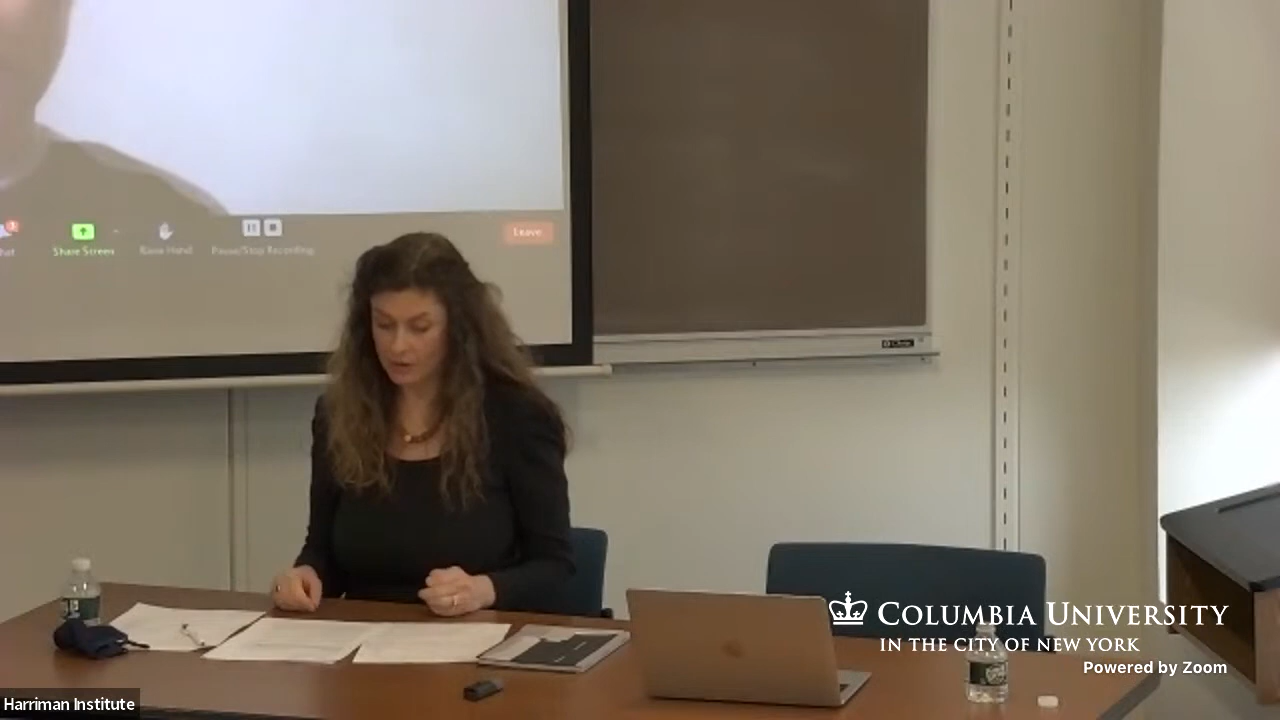 Share Screen
Raise Hand
Pause/Stop Recording
Leave
COLUMBIA UNIVERSITY
IN THE CITY OF NEW YORK
Powered by Zoom
Harriman Institute